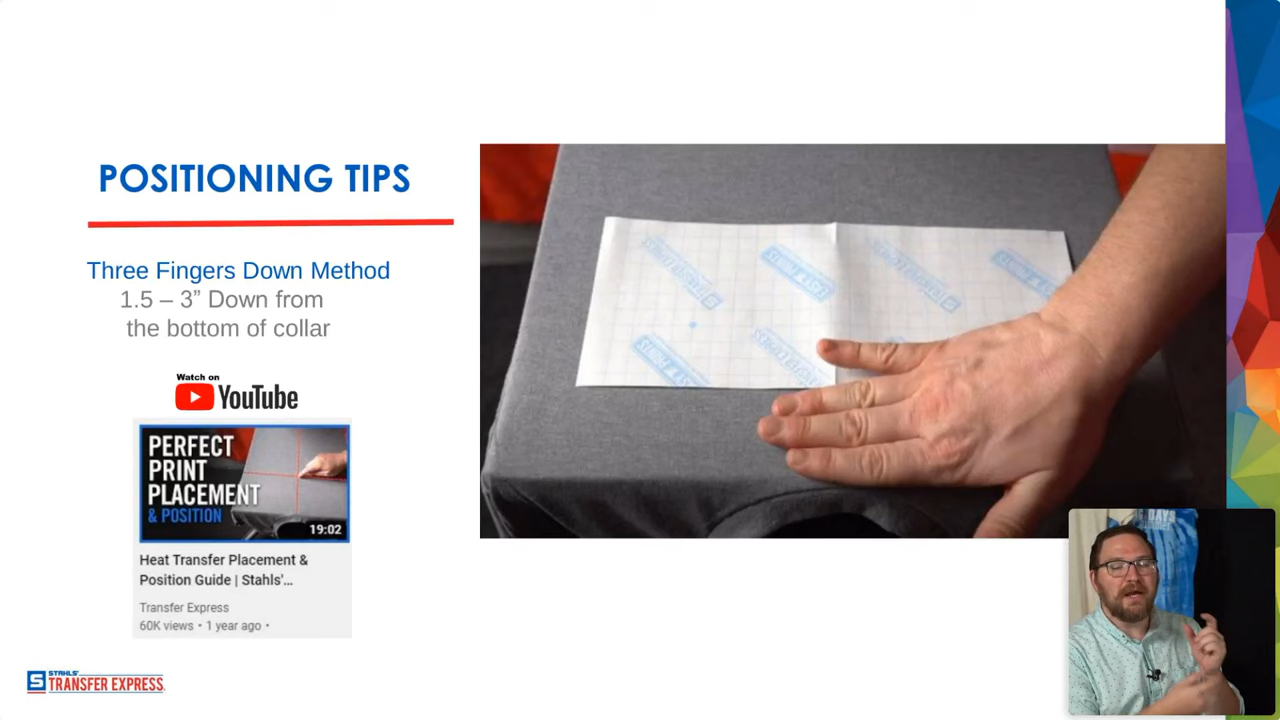 POSITIONING TIPS
Three Fingers Down Method
1.5 – 3” Down from
the bottom of collar
Watch on
YouTube
PERFECT
PRINT
PLACEMENT
& POSITION
19:02
Heat Transfer Placement &
Position Guide | Stahls'...
Transfer Express
60K views • 1 year ago •
STAHLS'
TRANSFER EXPRESS
DAYS